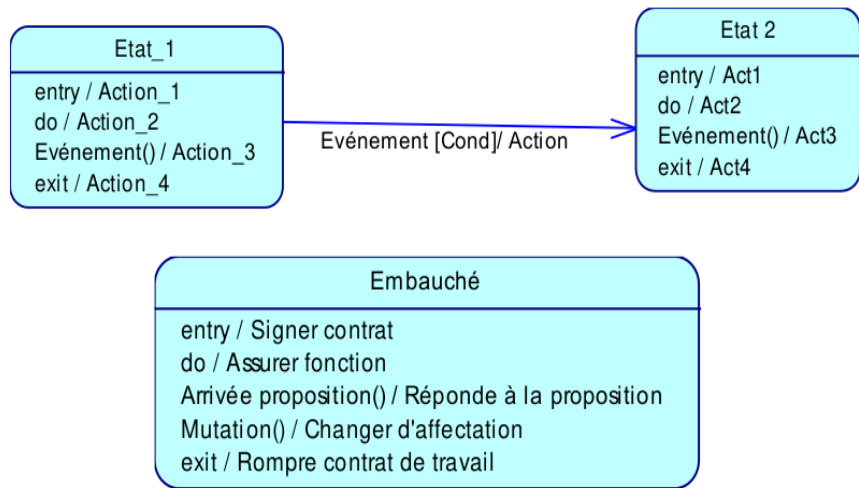 Etat_1
entry / Action_1
do / Action_2
Evénement() / Action_3
exit / Action_4
Evénement [Cond]/ Action
Etat 2
entry / Act1
do / Act2
Evénement() / Act3
exit / Act4
Embauché
entry / Signer contrat
do / Assurer fonction
Arrivée proposition() / Réponde à la proposition
Mutation() / Changer d'affectation
exit / Rompre contrat de travail